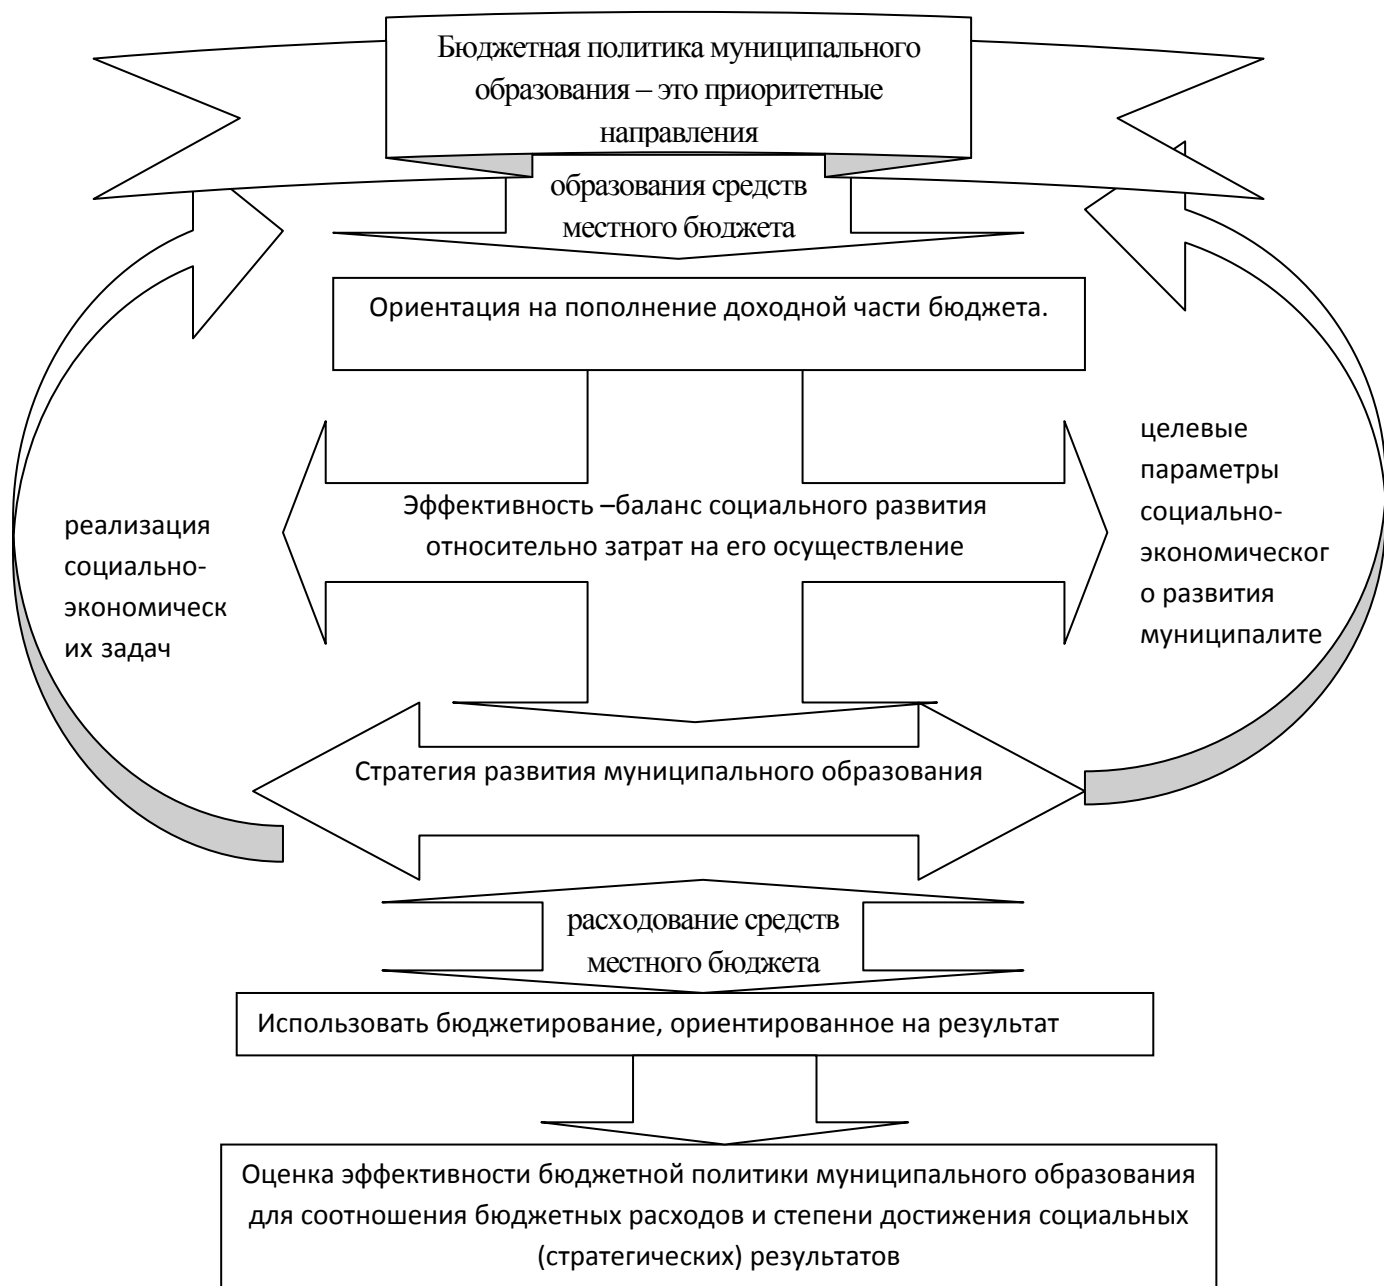 Бюджетная политика муниципального
образования – это приоритетные
направления
образования средств
местного бюджета
Ориентация на пополнение доходной части бюджета.
Эффективность –баланс социального развития
относительно затрат на его осуществление
реализация
социально-
экономическ
их задач
целевые
параметры
социально-
экономическог
о развития
муниципалите
Стратегия развития муниципального образования
расходование средств
местного бюджета
Использовать бюджетирование, ориентированное на результат
Оценка эффективности бюджетной политики муниципального образования
для соотношения бюджетных расходов и степени достижения социальных
(стратегических) результатов